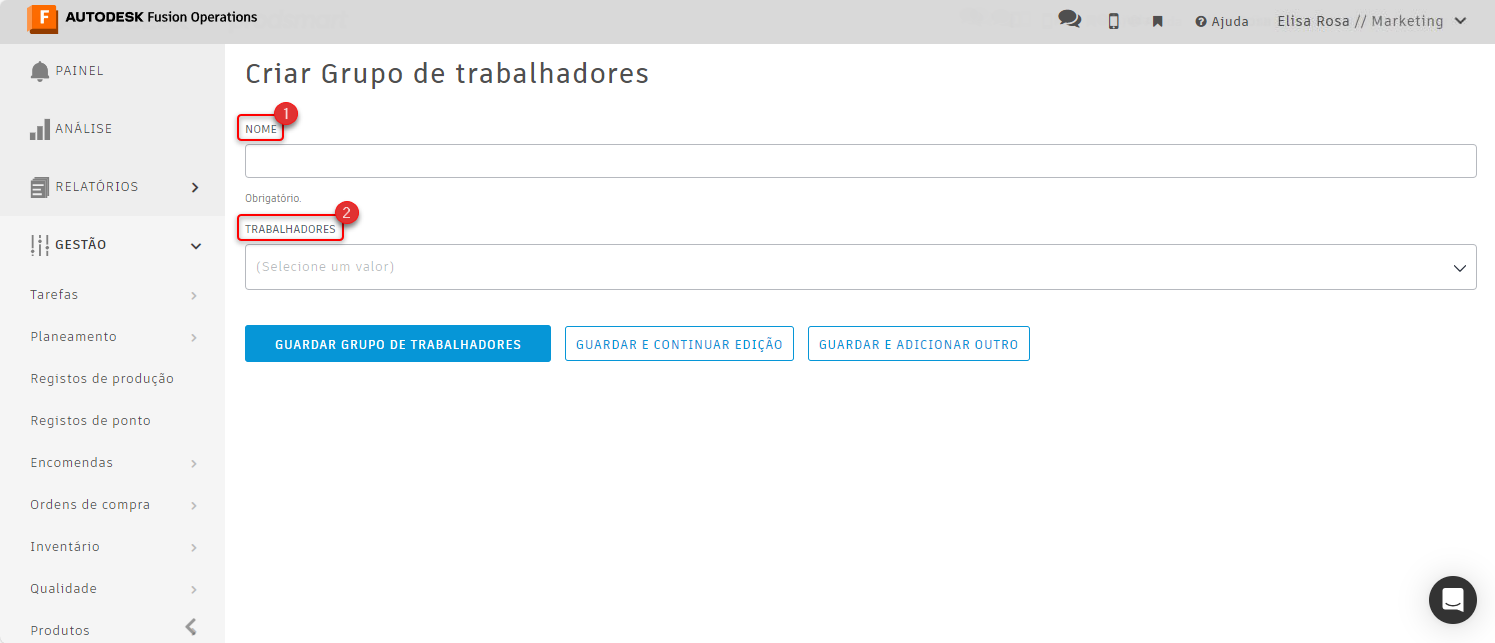 F AUTODESK Fusion Operations
Ajuda
Elisa Rosa // Marketing
PAINEL
ANÁLISE
RELATÓRIOS
GESTÃO
Tarefas
Planeamento
Registos de produção
Registos de ponto
Encomendas
Ordens de compra
Inventário
Qualidade
Produtos
Criar Grupo de trabalhadores
1
NOME
Obrigatório.
2
TRABALHADORES
(Selecione um valor)
GUARDAR GRUPO DE TRABALHADORES
GUARDAR E CONTINUAR EDIÇÃO
GUARDAR E ADICIONAR OUTRO